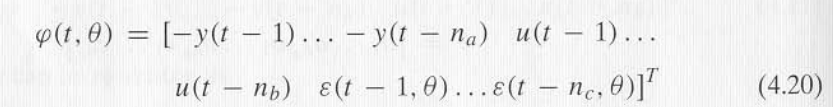 φ(t, θ) = [−y(t − 1) ... − y(t − n_a) u(t − 1) ...
u(t − n_b) ε(t − 1, θ) ... ε(t − n_c, θ)]^T (4.20)